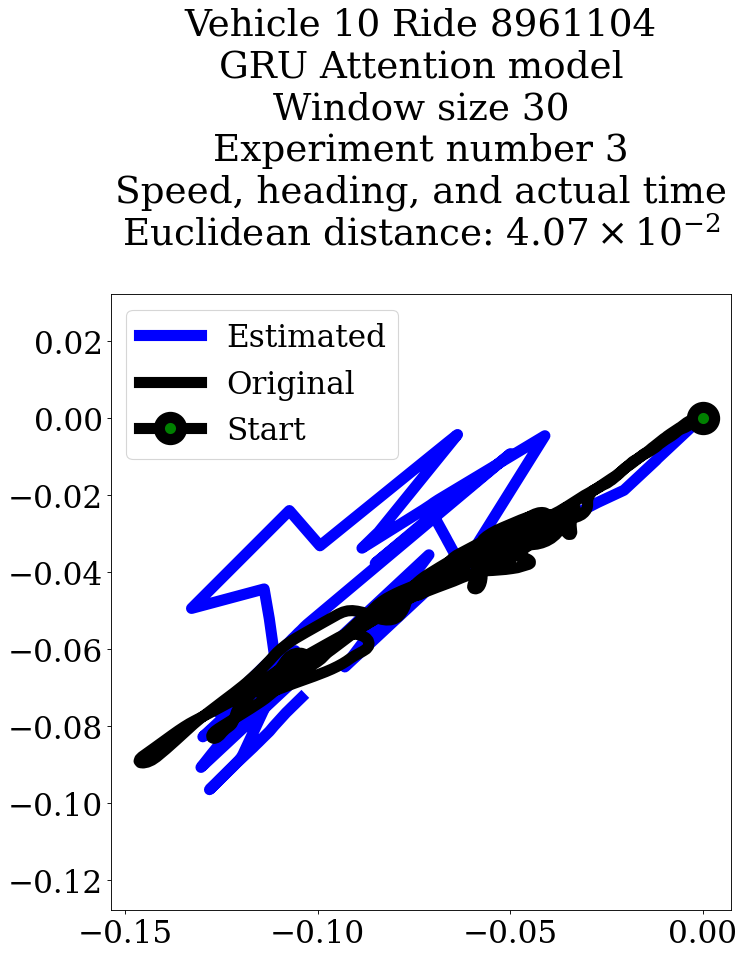 Vehicle 10 Ride 8961104
GRU Attention model
Window size 30
Experiment number 3
Speed, heading, and actual time
Euclidean distance: 4.07 × 10⁻²
Estimated
Original
Start
0.02
0.00
−0.02
−0.04
−0.06
−0.08
−0.10
−0.12
−0.15
−0.10
−0.05
0.00